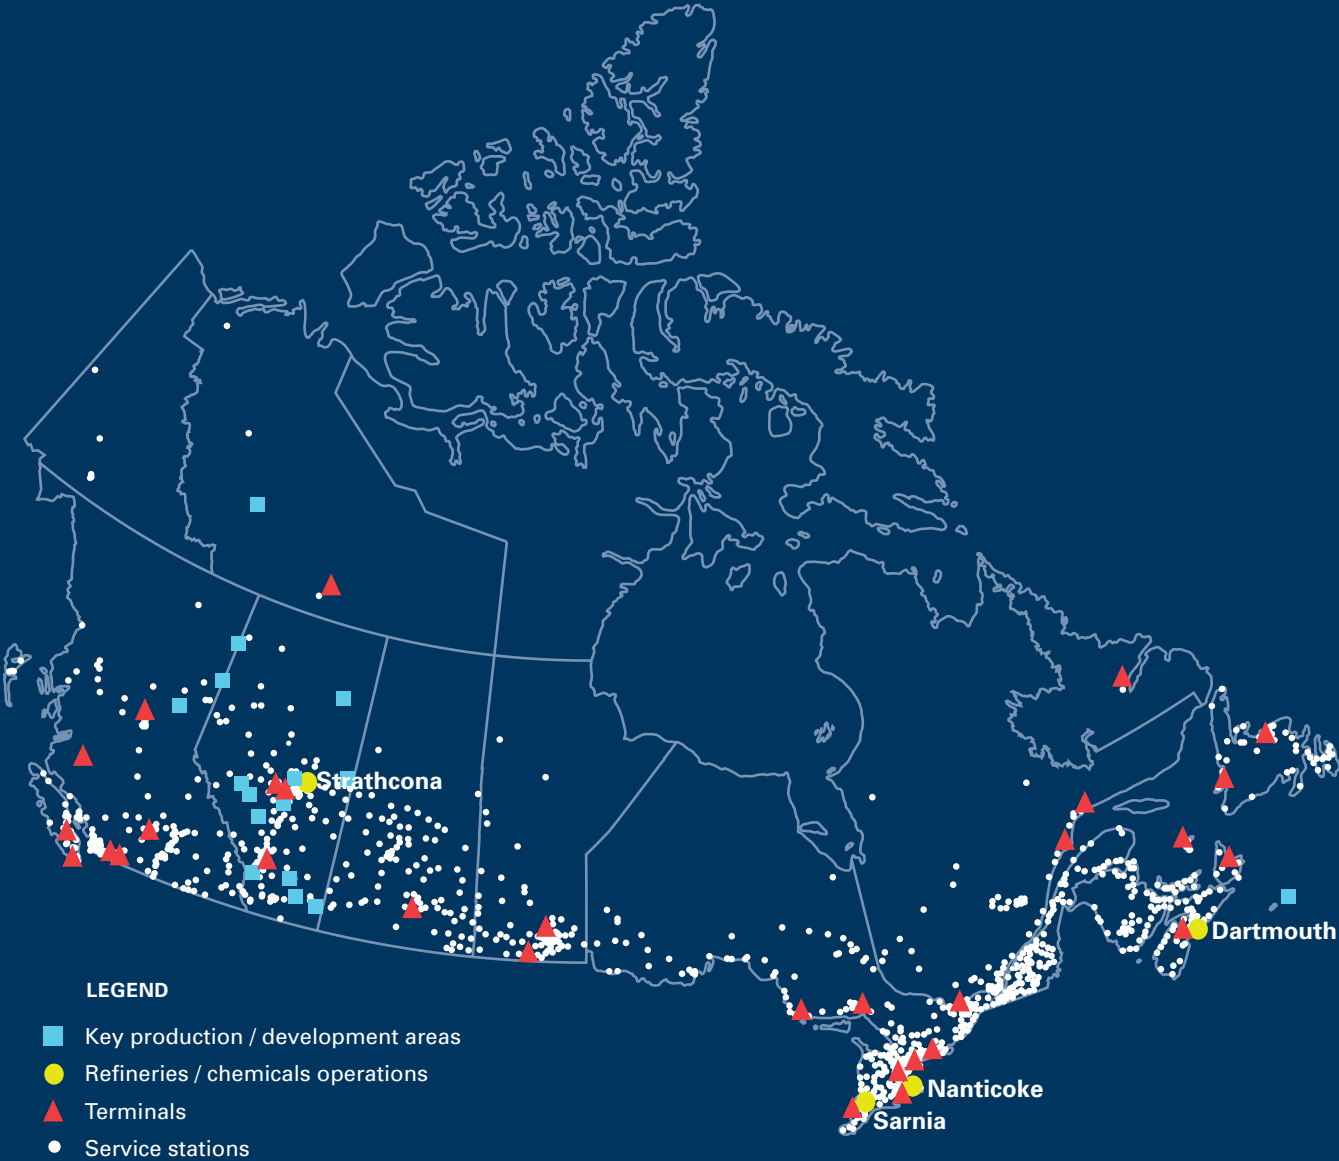 Strathcona
Dartmouth
LEGEND
Key production / development areas
Refineries / chemicals operations
Nanticoke
Terminals
Sarnia
Service stations